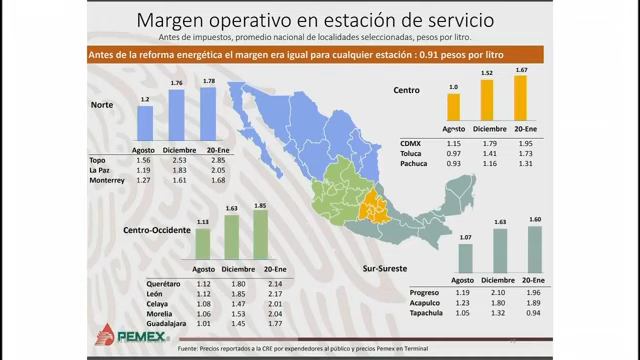 Margen operativo en estación de servicio
Antes de impuestos, promedio nacional de localidades seleccionadas, pesos por litro.
Antes de la reforma energética el margen era igual para cualquier estación : 0.91 pesos por litro
Norte
1.2 1.76 1.78
Agosto Diciembre 20-Ene
Topo 1.56 2.53 2.85
La Paz 1.19 1.83 2.05
Monterrey 1.27 1.61 1.68
Centro
1.0 1.52 1.67
Agosto Diciembre 20-Ene
CDMX 1.15 1.79 1.95
Toluca 0.97 1.41 1.73
Pachuca 0.93 1.16 1.31
Centro-Occidente
1.13 1.63 1.85
Agosto Diciembre 20-Ene
Querétaro 1.12 1.80 2.14
León 1.12 1.85 2.17
Celaya 1.08 1.47 2.01
Morelia 1.06 1.53 2.04
Guadalajara 1.01 1.45 1.77
Sur-Sureste
1.07 1.63 1.60
Agosto Diciembre 20-Ene
Progreso 1.19 2.10 1.96
Acapulco 1.23 1.80 1.89
Tapachula 1.05 1.32 0.94
PEMEX
Fuente: Precios reportados a la CRE por expendedores al público y precios Pemex en Terminal